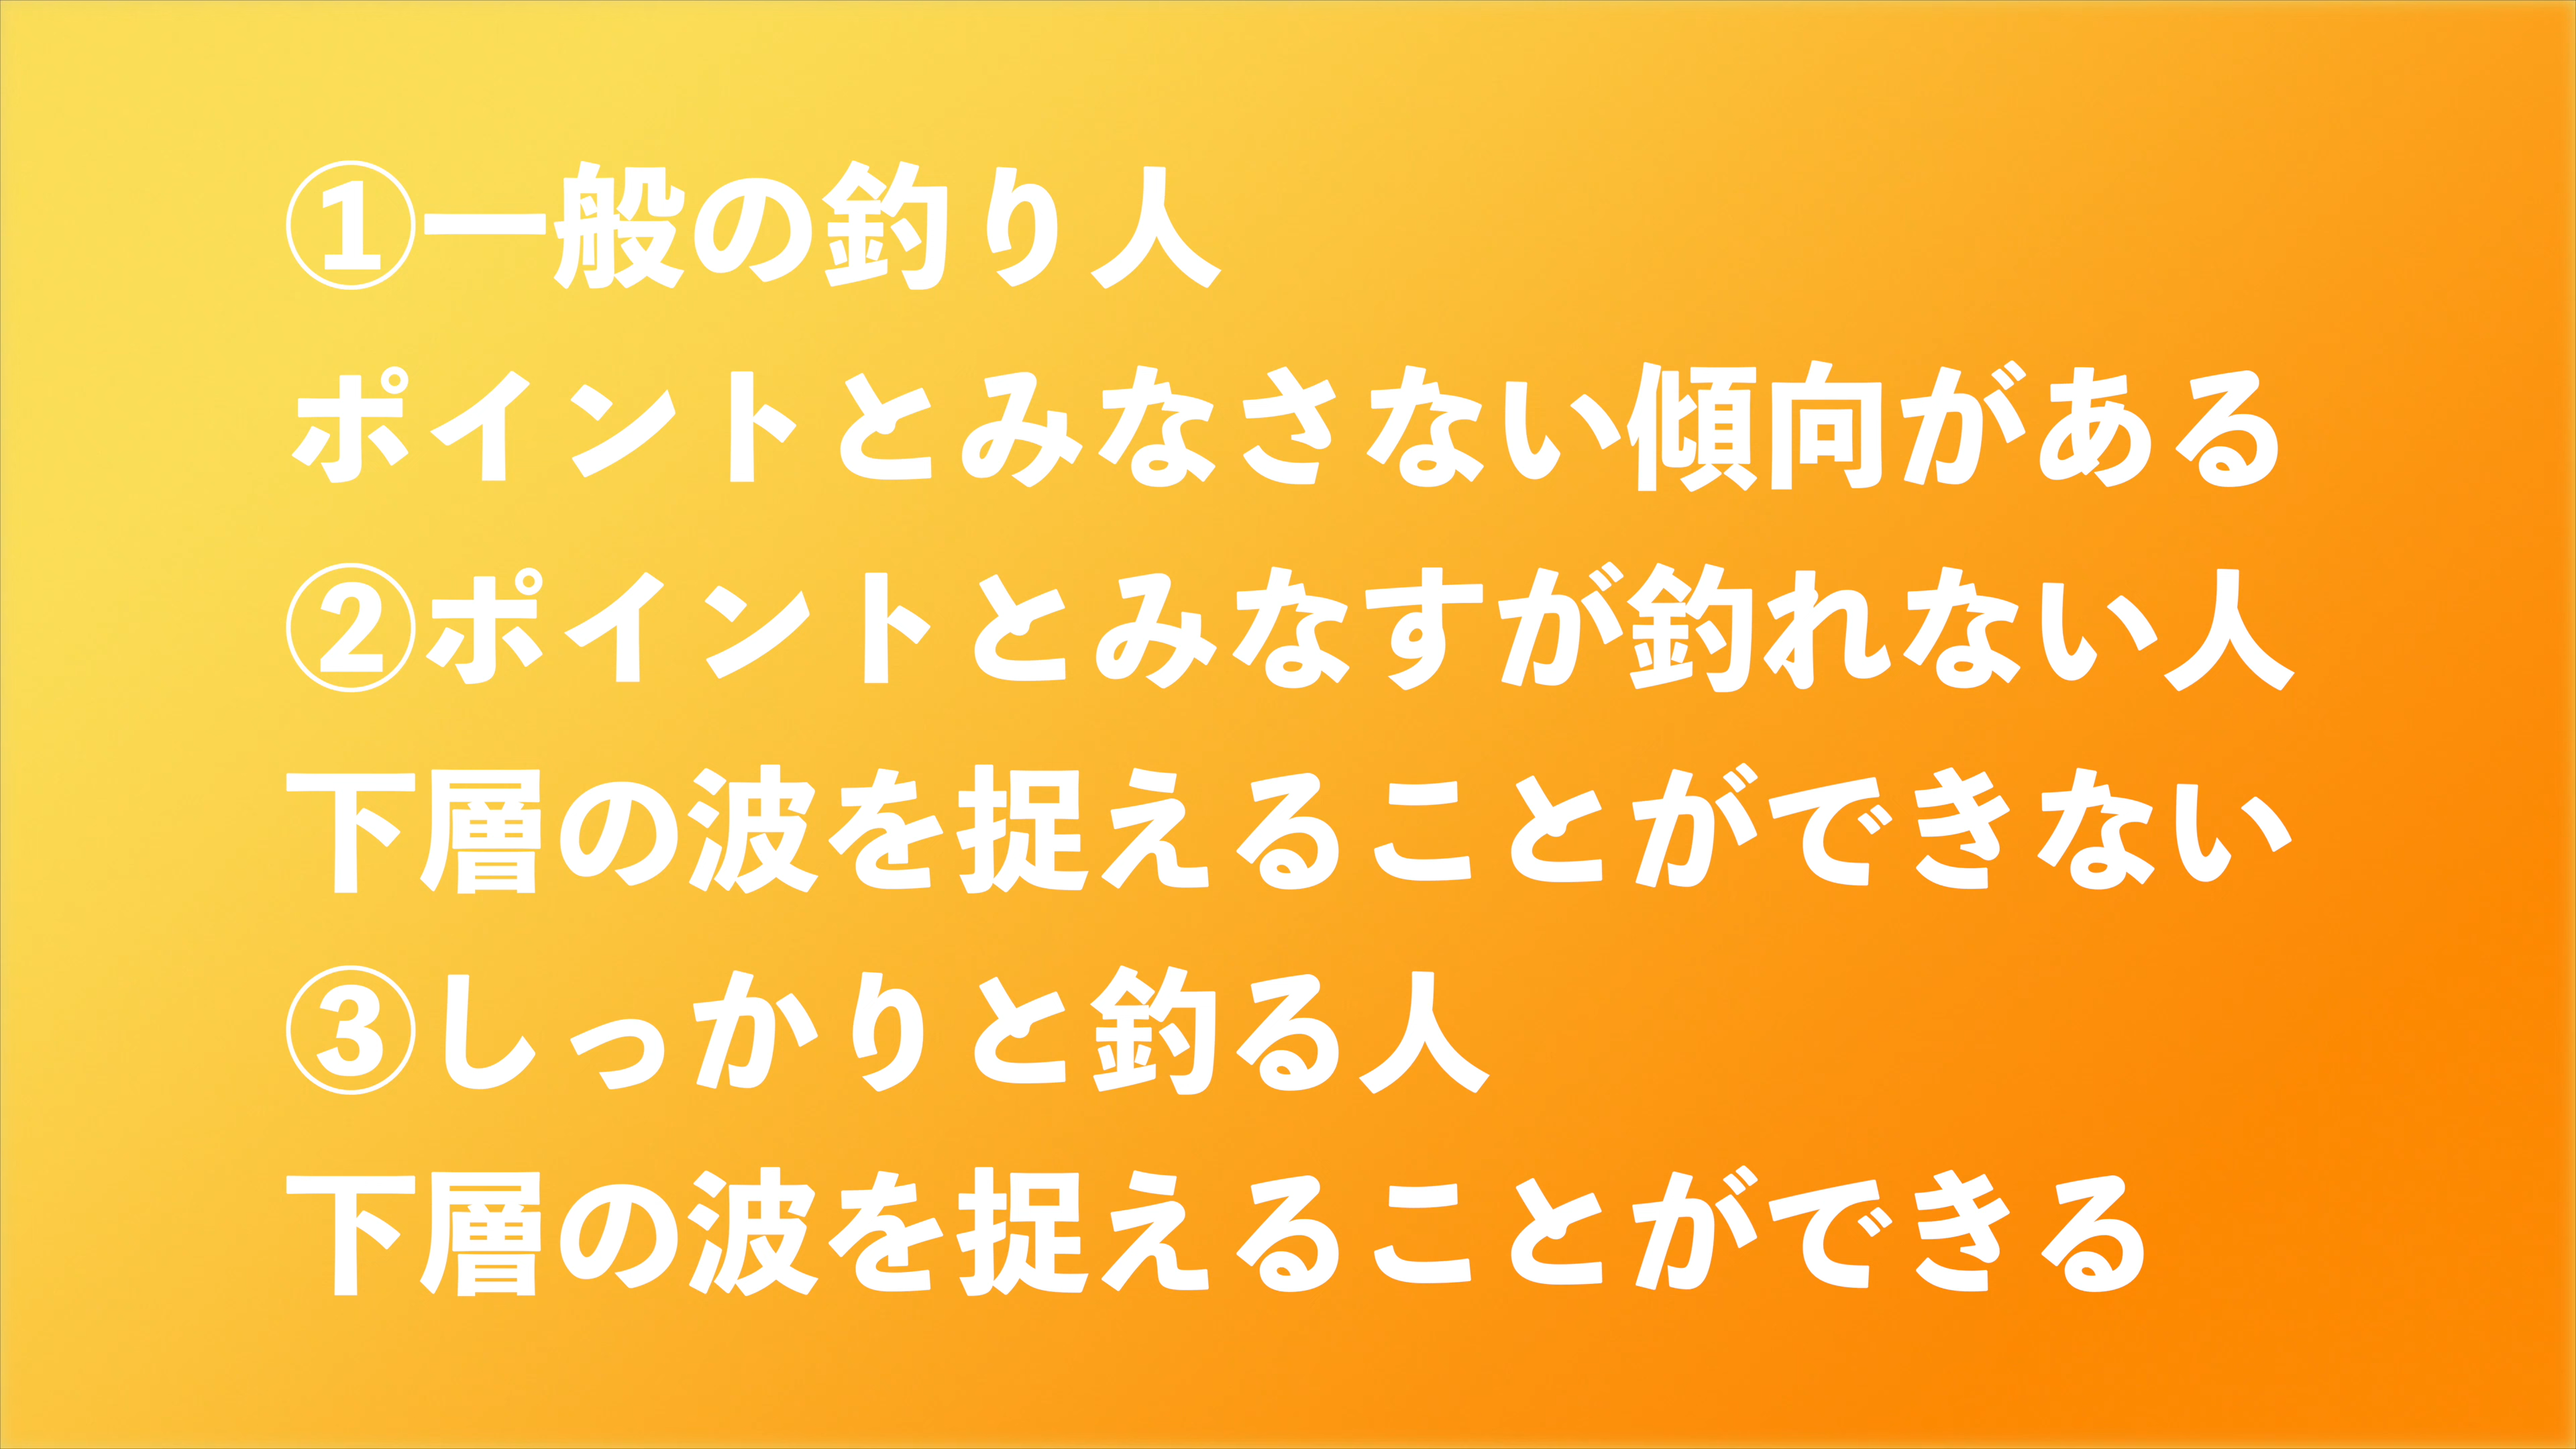 ①一般の釣り人
ポイントとみなさない傾向がある
②ポイントとみなすが釣れない人
下層の波を捉えることができない
③しっかりと釣る人
下層の波を捉えることができる